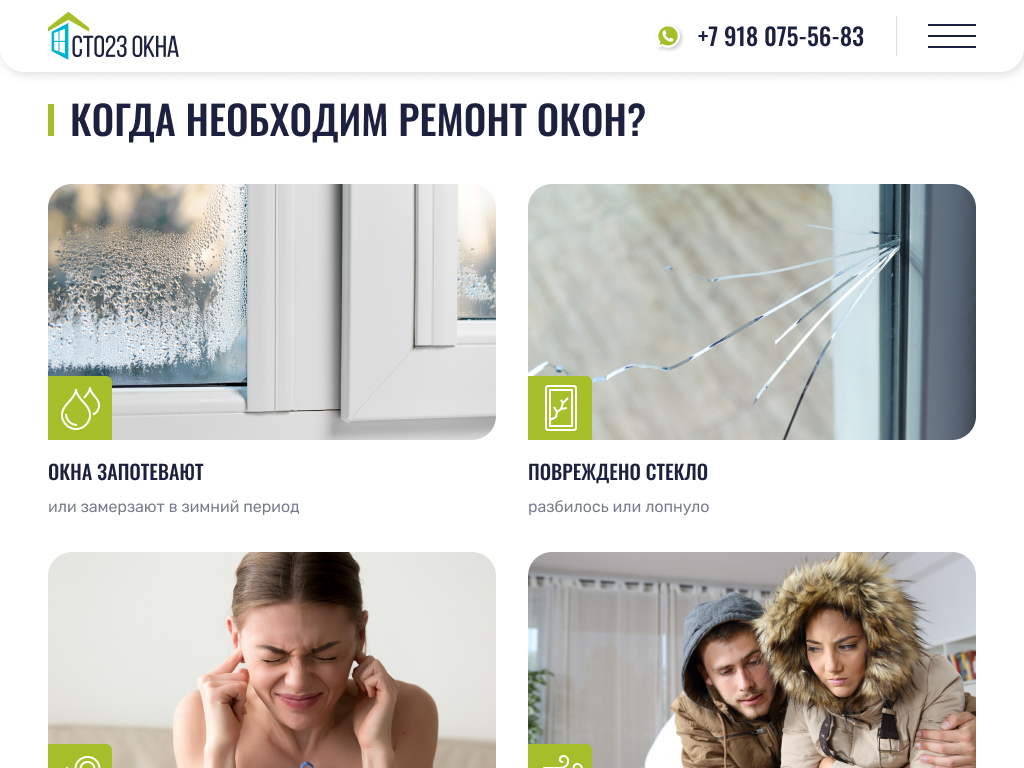 СТО23 ОКНА
+7 918 075-56-83
КОГДА НЕОБХОДИМ РЕМОНТ ОКОН?
ОКНА ЗАПОТЕВАЮТ
ПОВРЕЖДЕНО СТЕКЛО
или замерзают в зимний период
разбилось или лопнуло